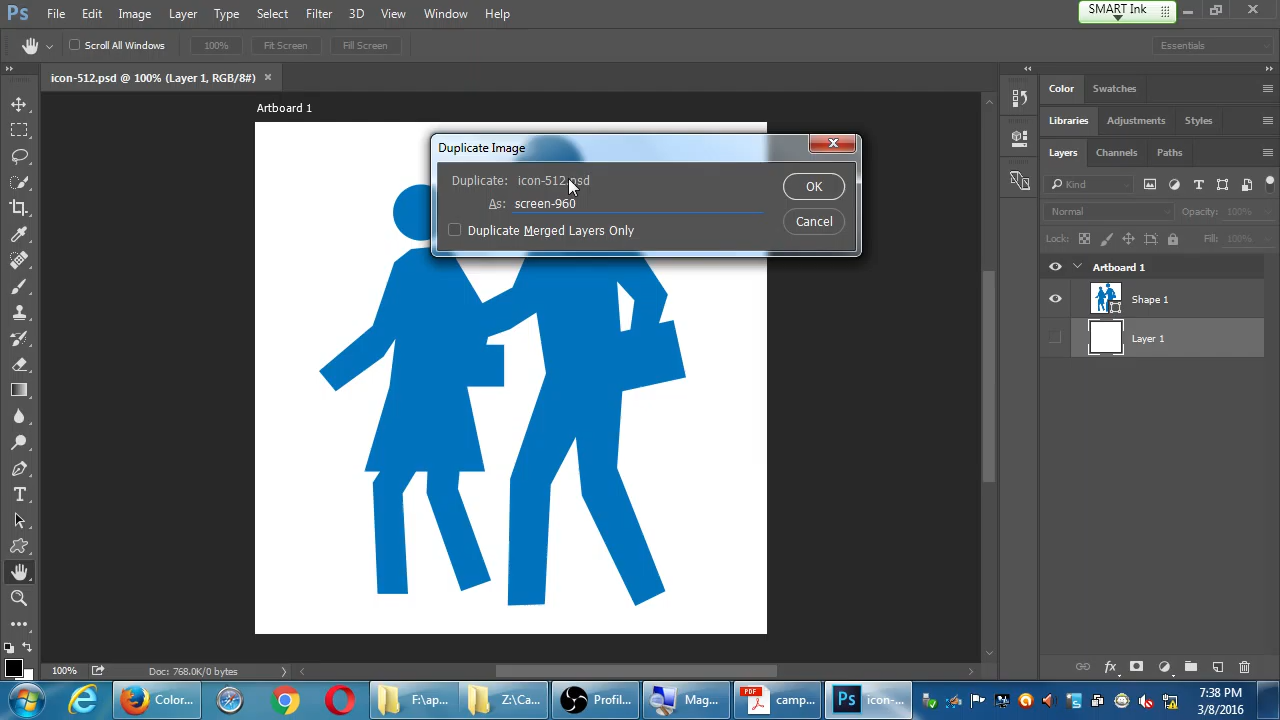 Ps File Edit Image Layer Type Select Filter 3D View Window Help
SMART Ink
Scroll All Windows 100% Fit Screen Fill Screen Essentials
icon-512.psd @ 100% (Layer 1, RGB/8#) ×
Artboard 1
Duplicate Image
Duplicate: icon-512.psd
As: screen-960
Duplicate Merged Layers Only
OK
Cancel
Color Swatches
Libraries Adjustments Styles
Layers Channels Paths
Kind
Normal Opacity: 100%
Lock: Fill: 100%
Artboard 1
Shape 1
Layer 1
100% Doc: 768.0K/0 bytes
Color... F:\ap... Z:\Ca... Profil... Mag... camp... icon-...
PDF
Ps
7:38 PM
3/8/2016